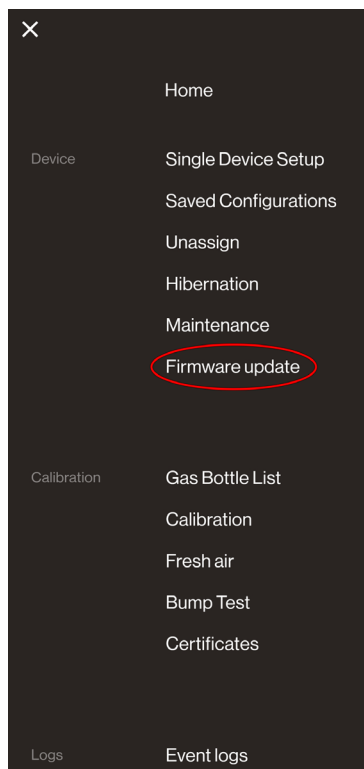 Home
Device Single Device Setup
Saved Configurations
Unassign
Hibernation
Maintenance
Firmware update
Calibration Gas Bottle List
Calibration
Fresh air
Bump Test
Certificates
Logs Event logs